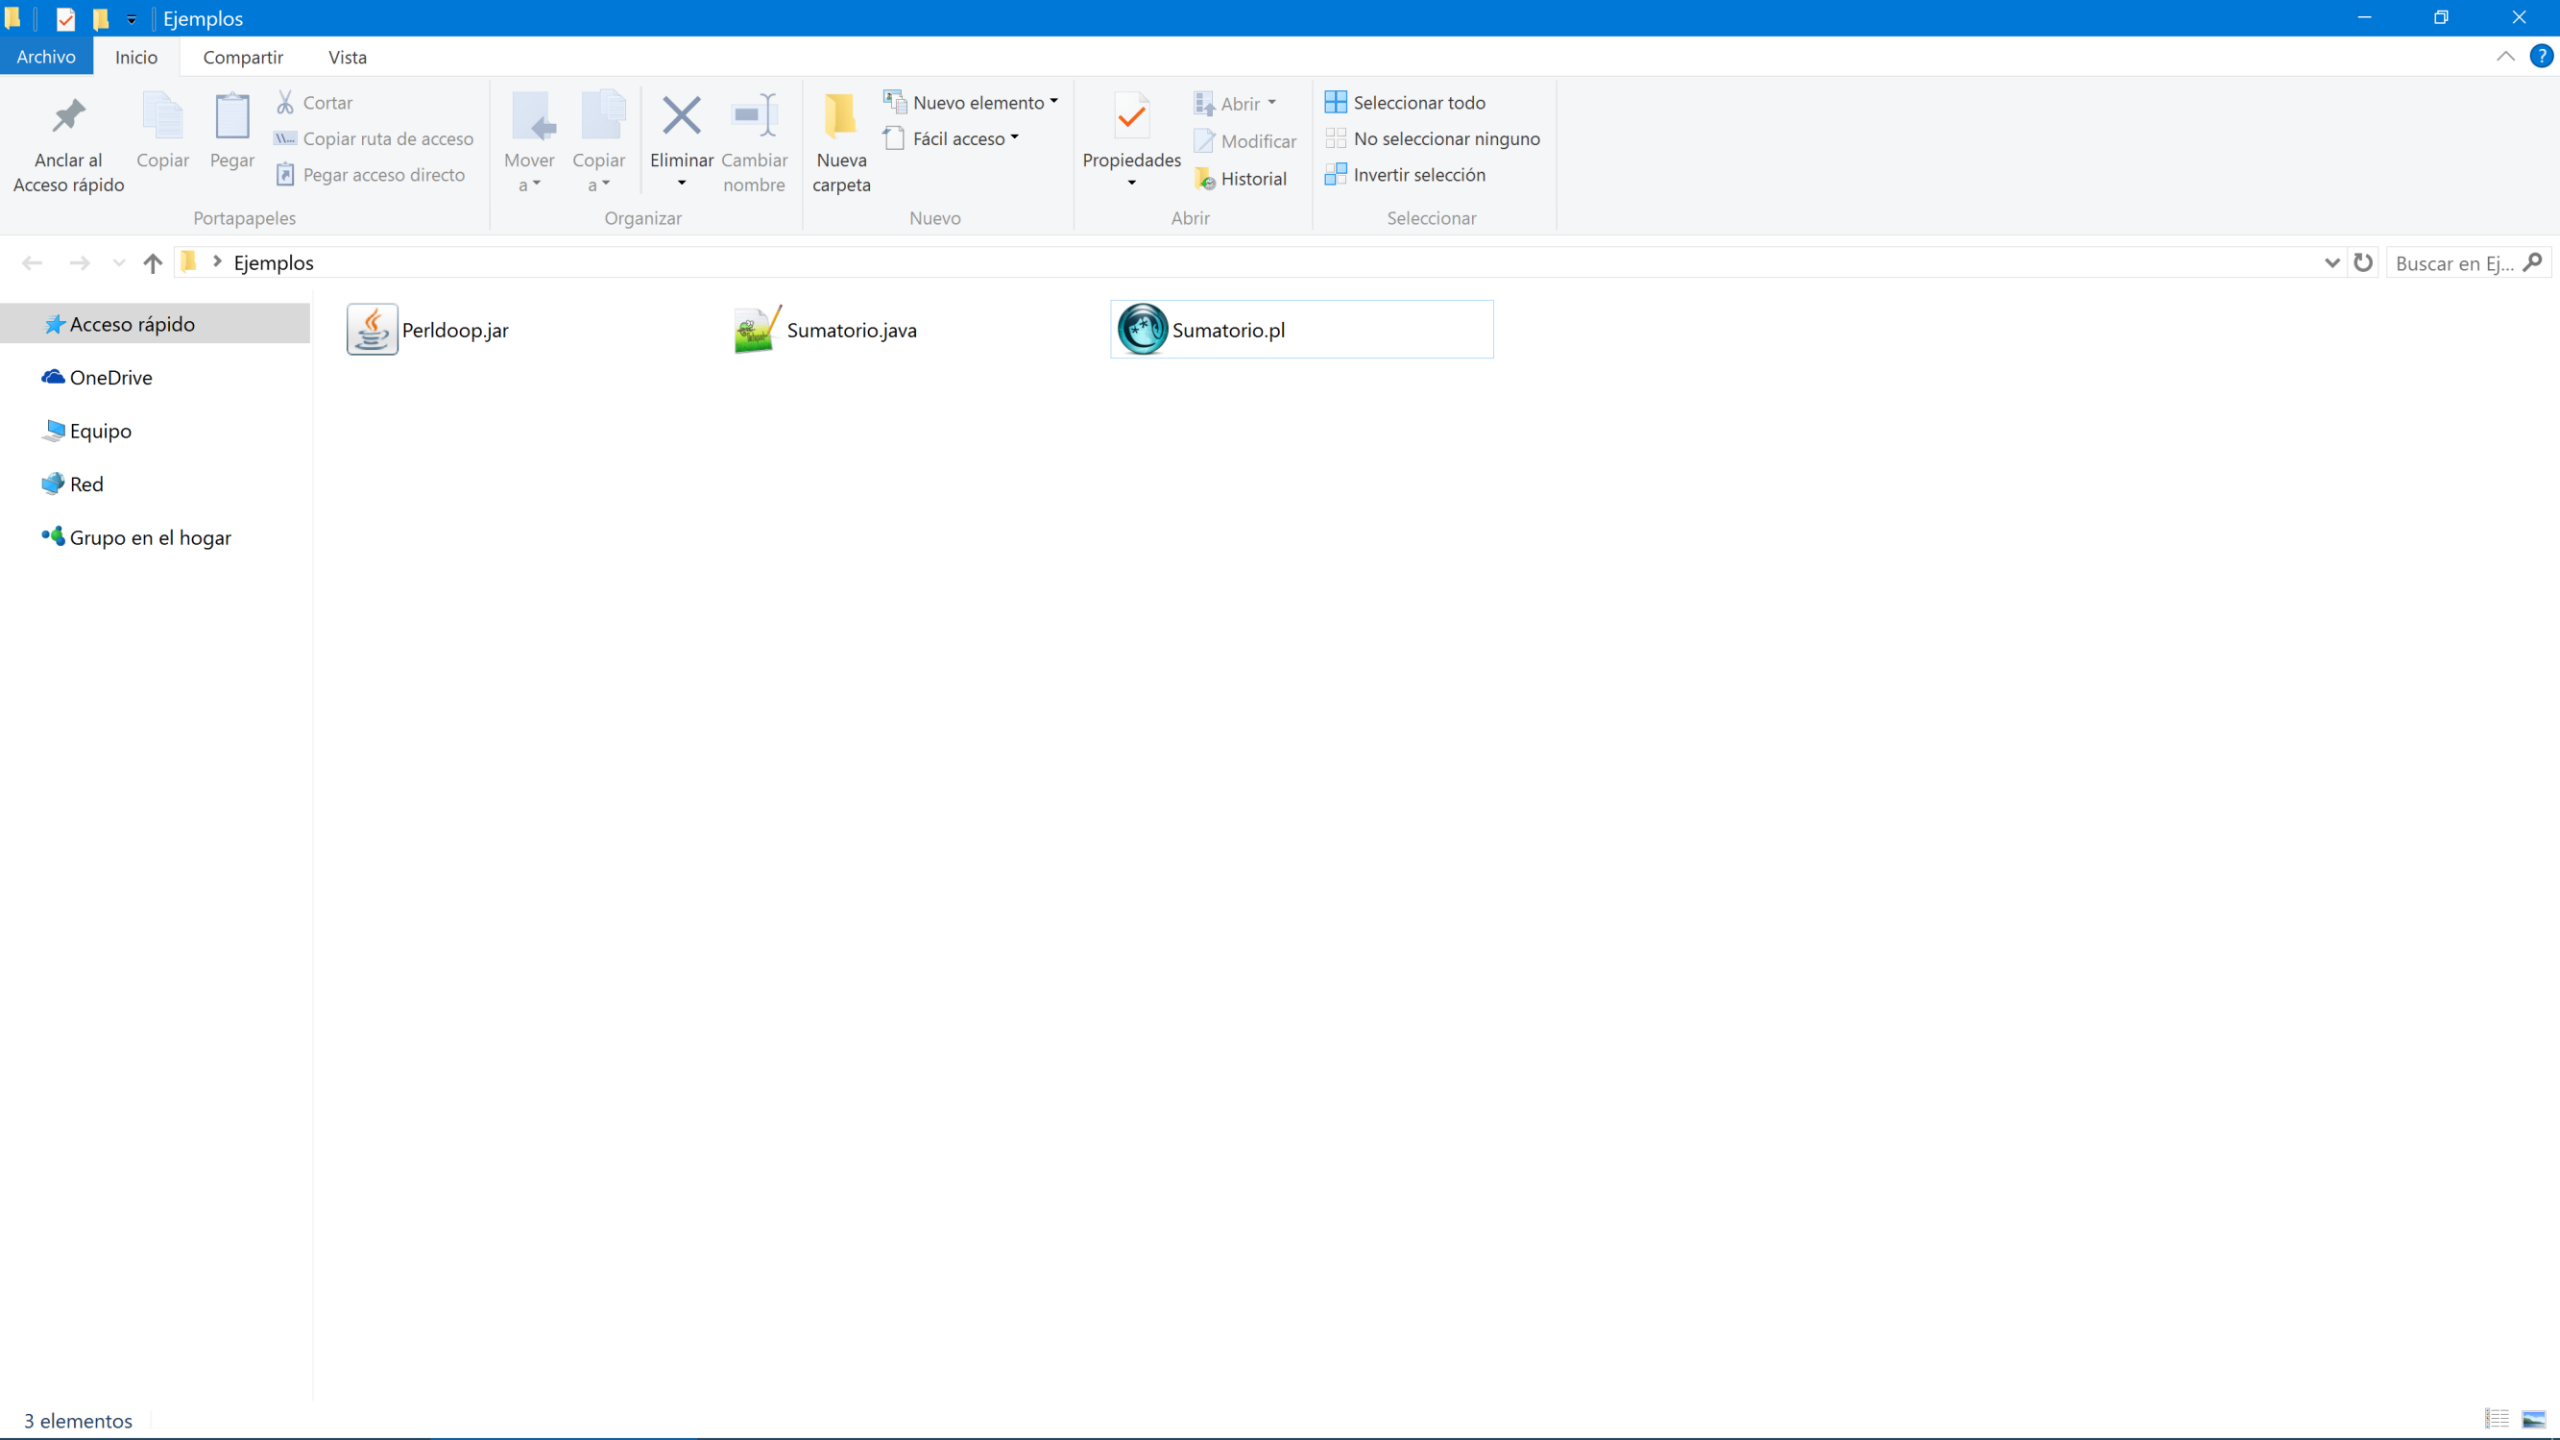 Ejemplos
Archivo
Inicio
Compartir
Vista
?
Anclar al
Acceso rápido
Copiar
Pegar
Cortar
Copiar ruta de acceso
Pegar acceso directo
Portapapeles
Mover
a
Copiar
a
Eliminar
Cambiar
nombre
Organizar
Nueva
carpeta
Nuevo elemento
Fácil acceso
Nuevo
Propiedades
Abrir
Modificar
Historial
Abrir
Seleccionar todo
No seleccionar ninguno
Invertir selección
Seleccionar
Ejemplos
Buscar en Ej...
Acceso rápido
OneDrive
Equipo
Red
Grupo en el hogar
Perldoop.jar
Sumatorio.java
Sumatorio.pl
3 elementos